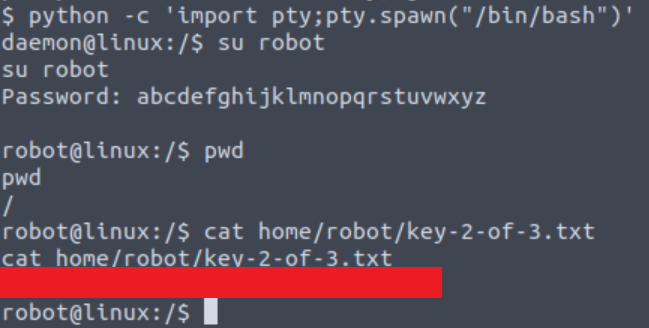 $ python -c 'import pty;pty.spawn("/bin/bash")'
daemon@linux:/$ su robot
su robot
Password: abcdefghijklmnopqrstuvwxyz
robot@linux:/$ pwd
pwd
/
robot@linux:/$ cat home/robot/key-2-of-3.txt
cat home/robot/key-2-of-3.txt
robot@linux:/$